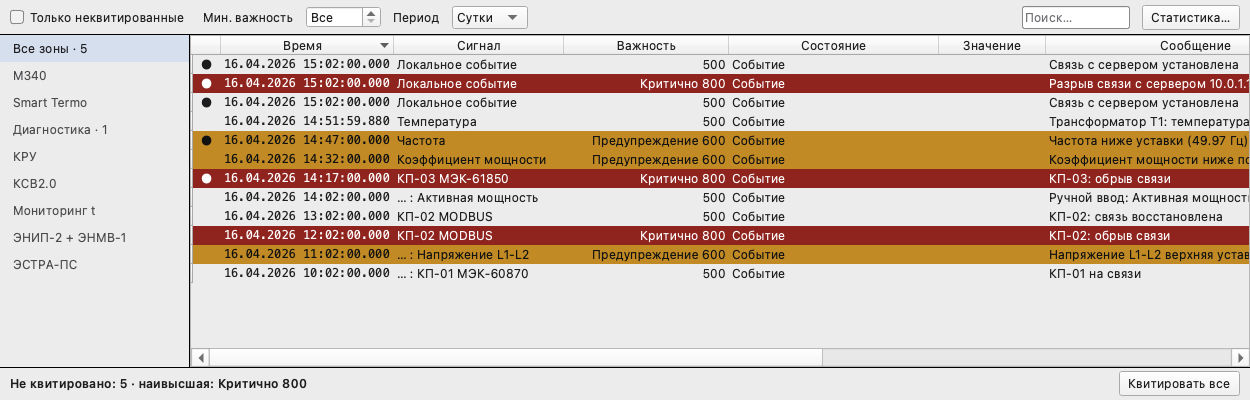 Только неквитированные Мин. важность Все Период Сутки Поиск... Статистика...
Все зоны · 5
М340
Smart Termo
Диагностика · 1
КРУ
КСВ2.0
Мониторинг t
ЭНИП-2 + ЭНМВ-1
ЭСТРА-ПС
Время Сигнал Важность Состояние Значение Сообщение
16.04.2026 15:02:00.000 Локальное событие 500 Событие Связь с сервером установлена
16.04.2026 15:02:00.000 Локальное событие Критично 800 Событие Разрыв связи с сервером 10.0.1.1
16.04.2026 15:02:00.000 Локальное событие 500 Событие Связь с сервером установлена
16.04.2026 14:51:59.880 Температура 500 Событие Трансформатор Т1: температура
16.04.2026 14:47:00.000 Частота Предупреждение 600 Событие Частота ниже уставки (49.97 Гц)
16.04.2026 14:32:00.000 Коэффициент мощности Предупреждение 600 Событие Коэффициент мощности ниже по
16.04.2026 14:17:00.000 КП-03 МЭК-61850 Критично 800 Событие КП-03: обрыв связи
16.04.2026 14:02:00.000 ... : Активная мощность 500 Событие Ручной ввод: Активная мощност
16.04.2026 13:02:00.000 КП-02 MODBUS 500 Событие КП-02: связь восстановлена
16.04.2026 12:02:00.000 КП-02 MODBUS Критично 800 Событие КП-02: обрыв связи
16.04.2026 11:02:00.000 ... : Напряжение L1-L2 Предупреждение 600 Событие Напряжение L1-L2 верхняя устав
16.04.2026 10:02:00.000 ... : КП-01 МЭК-60870 500 Событие КП-01 на связи
Не квитировано: 5 · наивысшая: Критично 800 Квитировать все